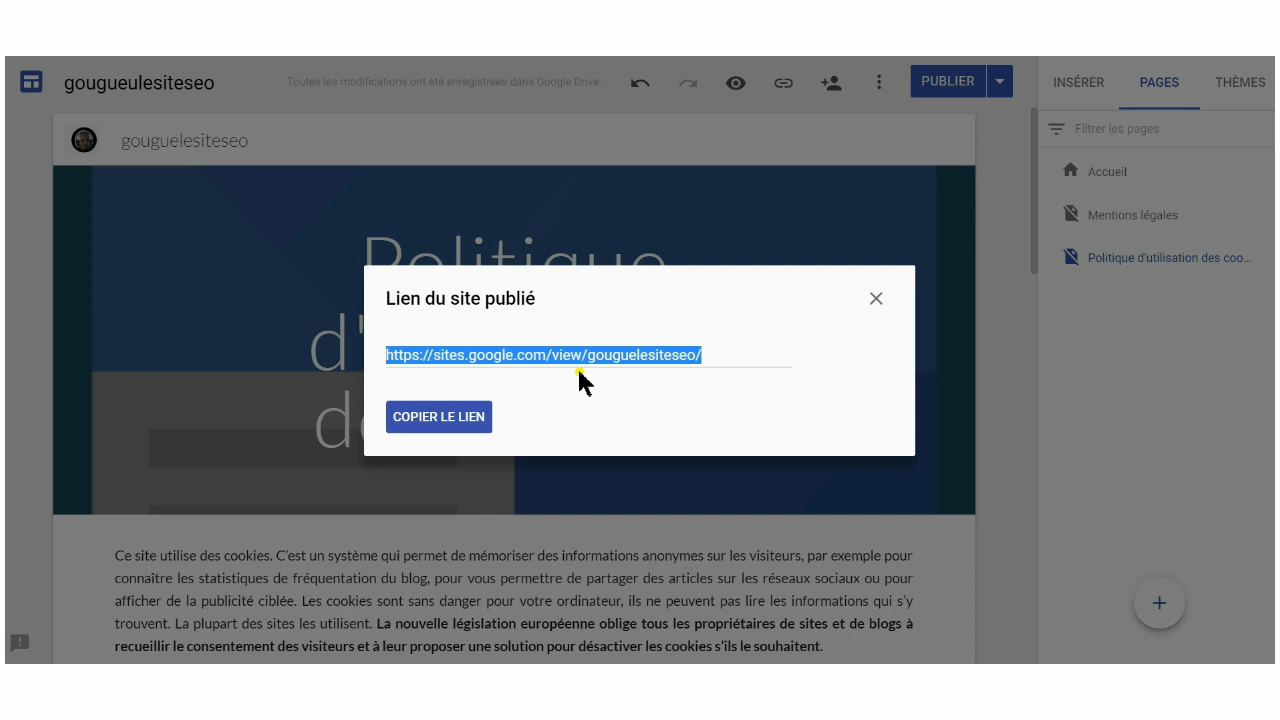 gougueulesiteseo
Toutes les modifications ont été enregistrées dans Google Drive.
PUBLIER
INSÉRER
PAGES
THÈMES
gouguelesiteseo
Filtrer les pages
Accueil
Mentions légales
Politique d'utilisation des coo...
Politique
d'
d
Lien du site publié
https://sites.google.com/view/gouguelesiteseo/
COPIER LE LIEN
Ce site utilise des cookies. C'est un système qui permet de mémoriser des informations anonymes sur les visiteurs, par exemple pour
connaître les statistiques de fréquentation du blog, pour vous permettre de partager des articles sur les réseaux sociaux ou pour
afficher de la publicité ciblée. Les cookies sont sans danger pour votre ordinateur, ils ne peuvent pas lire les informations qui s'y
trouvent. La plupart des sites les utilisent. La nouvelle législation européenne oblige tous les propriétaires de sites et de blogs à
recueillir le consentement des visiteurs et à leur proposer une solution pour désactiver les cookies s'ils le souhaitent.